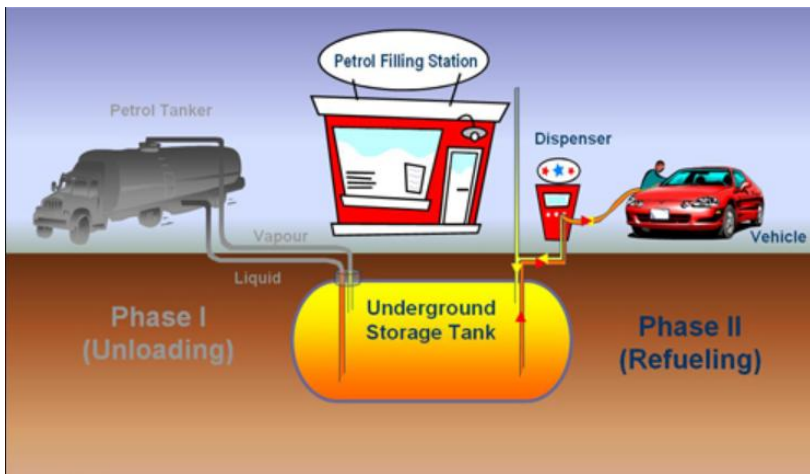 Petrol Filling Station
Petrol Tanker
Dispenser
Vapour
Liquid
Vehicle
Underground
Storage Tank
Phase I
(Unloading)
Phase II
(Refueling)